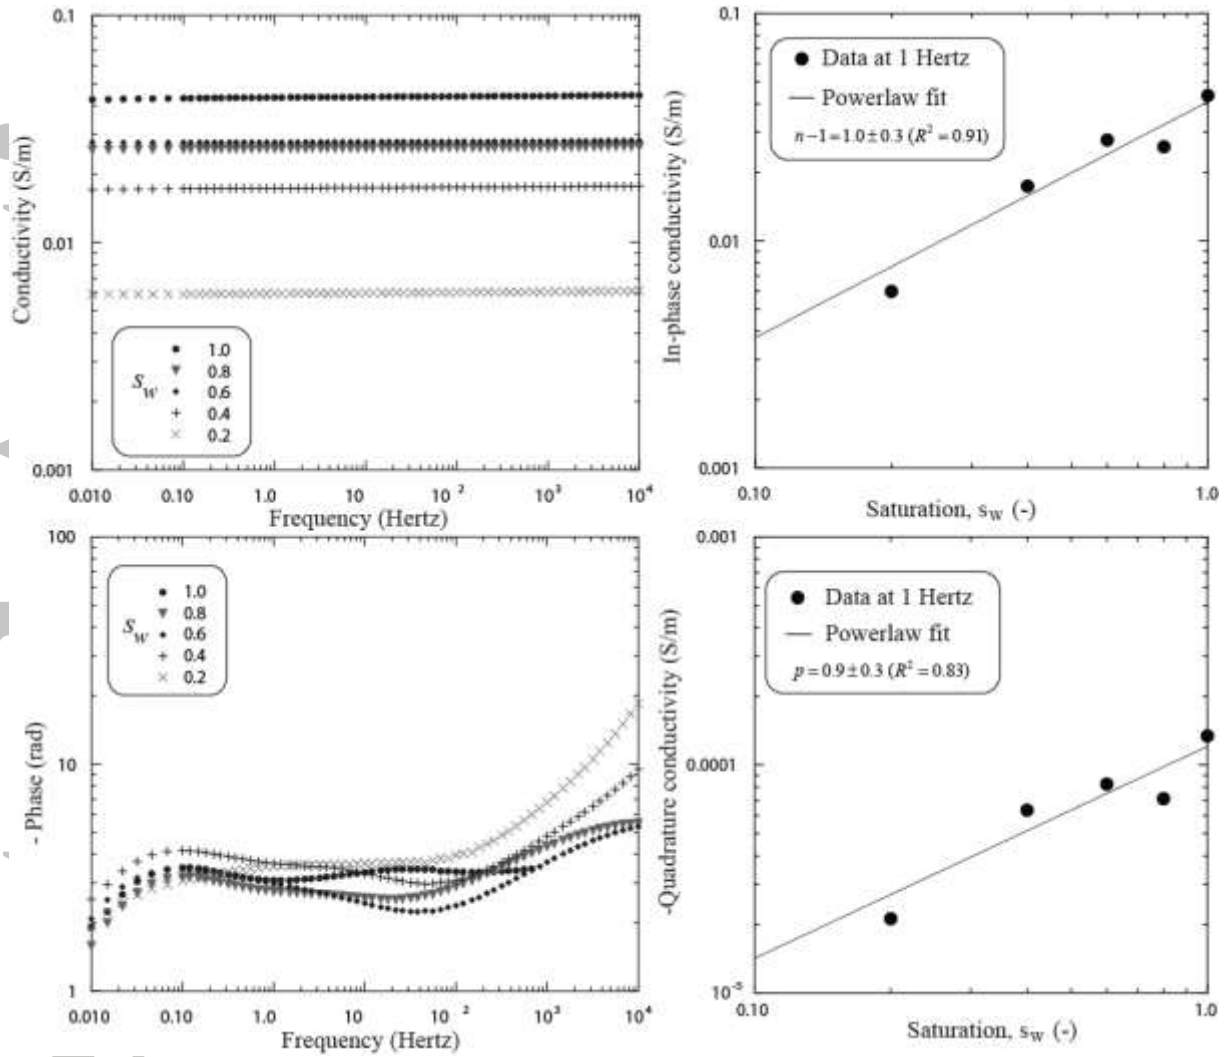 0.1
0.01
0.001
Conductivity (S/m)
s_w
1.0
0.8
0.6
0.4
0.2
0.010 0.10 1.0 10 10² 10³ 10⁴
Frequency (Hertz)
0.1
0.01
0.001
In-phase conductivity (S/m)
Data at 1 Hertz
Powerlaw fit
n−1=1.0±0.3 (R²=0.91)
0.10 1.0
Saturation, s_w (-)
100
10
1
- Phase (rad)
s_w
1.0
0.8
0.6
0.4
0.2
0.010 0.10 1.0 10 10² 10³ 10⁴
Frequency (Hertz)
0.001
0.0001
10⁻⁵
-Quadrature conductivity (S/m)
Data at 1 Hertz
Powerlaw fit
p=0.9±0.3 (R²=0.83)
0.10 1.0
Saturation, s_w (-)